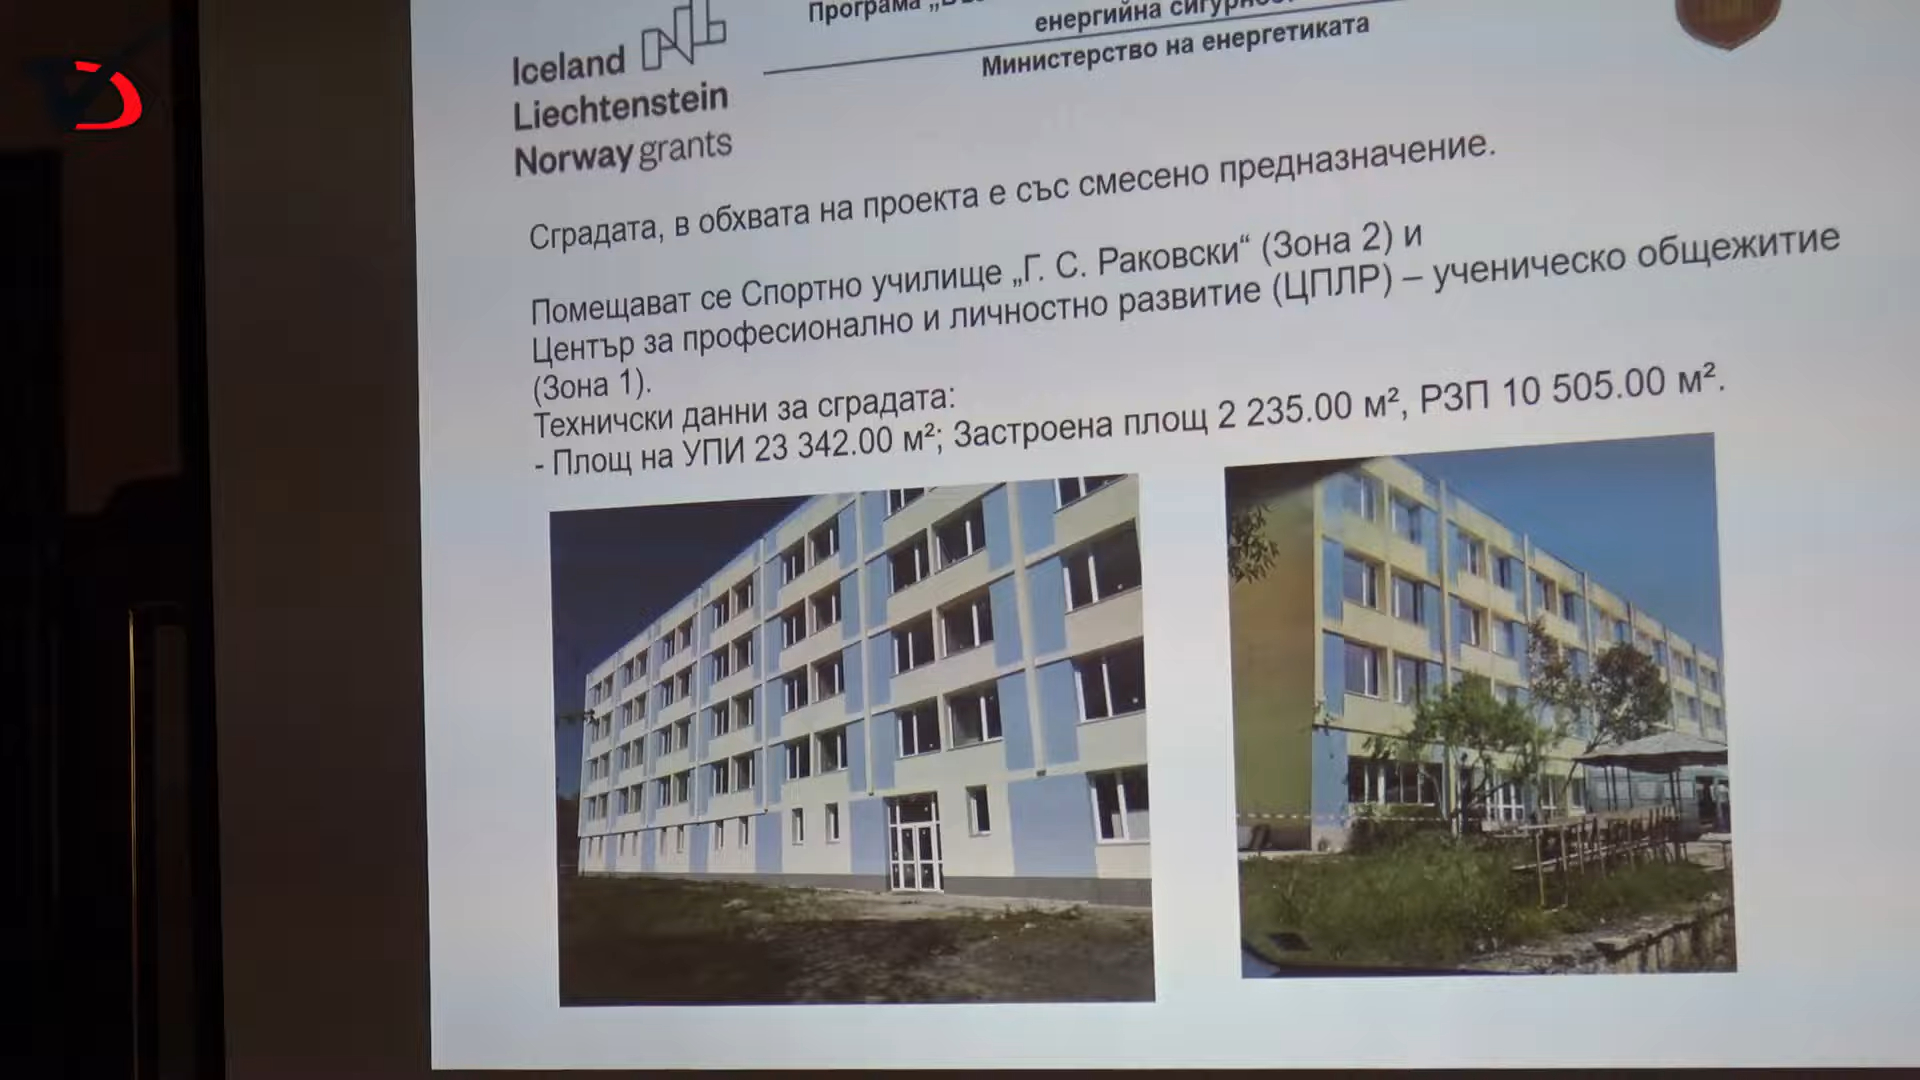 Iceland
Liechtenstein
Norway grants
Програма
енергийна
Министерство на енергетиката
Сградата, в обхвата на проекта е със смесено предназначение.
Помещават се Спортно училище „Г. С. Раковски“ (Зона 2) и
Център за професионално и личностно развитие (ЦПЛР) – ученическо общежитие
(Зона 1).
Техничски данни за сградата:
- Площ на УПИ 23 342.00 м²; Застроена площ 2 235.00 м², РЗП 10 505.00 м².